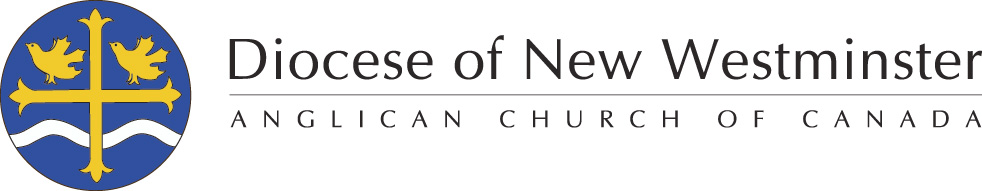 Diocese of New Westminster
ANGLICAN CHURCH OF CANADA